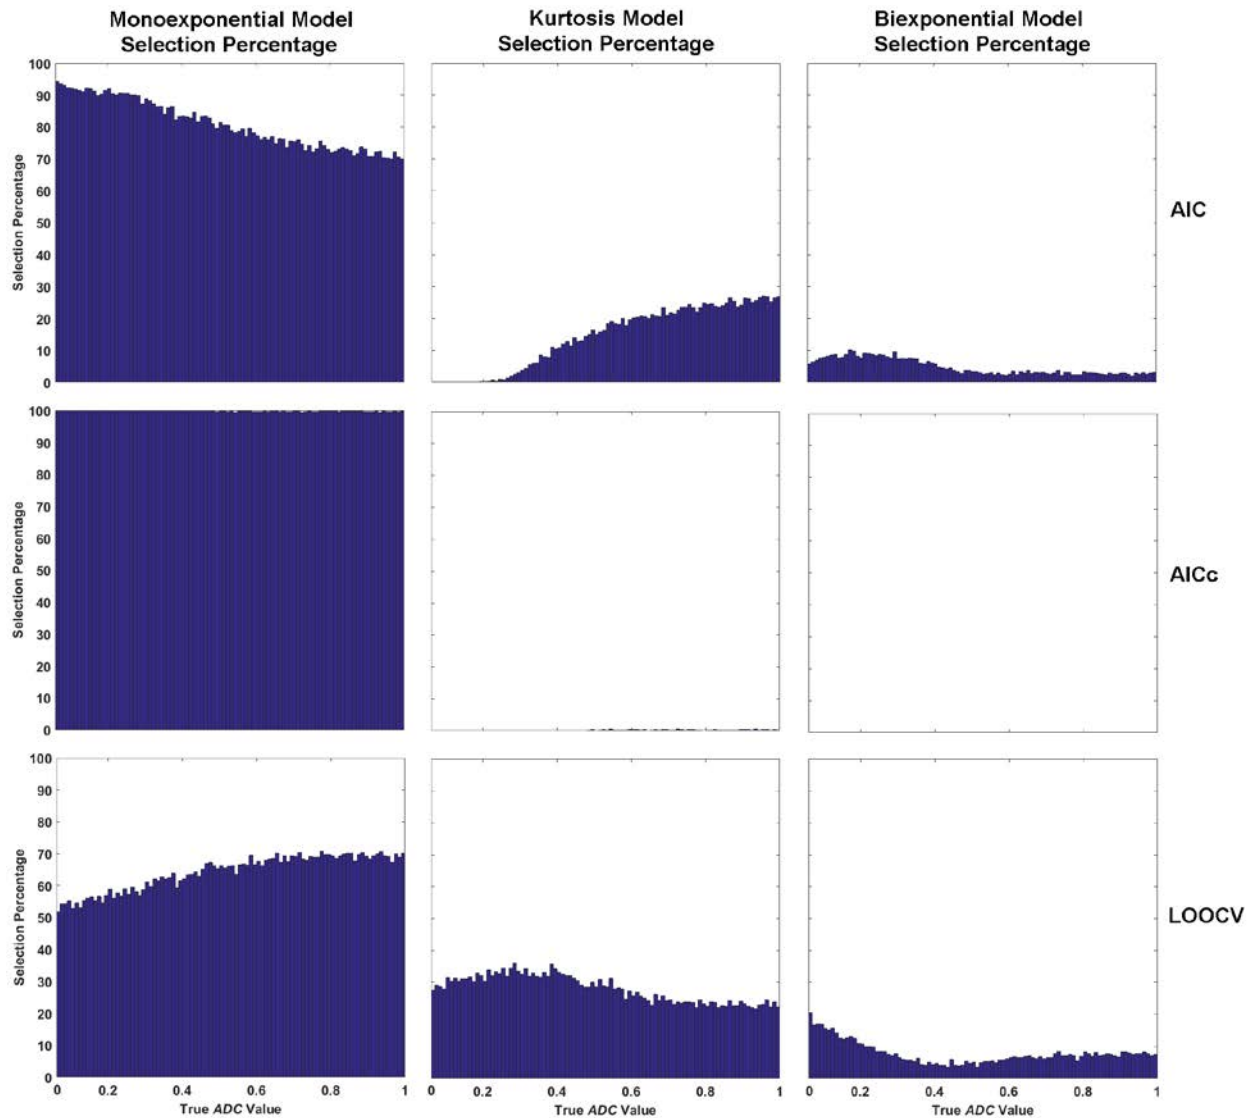 Monoexponential Model
Selection Percentage
Kurtosis Model
Selection Percentage
Biexponential Model
Selection Percentage
100
90
80
70
60
50
40
30
20
10
0
Selection Percentage
AIC
100
90
80
70
60
50
40
30
20
10
0
Selection Percentage
AICc
100
90
80
70
60
50
40
30
20
10
0
Selection Percentage
LOOCV
0 0.2 0.4 0.6 0.8 1
True ADC Value
0 0.2 0.4 0.6 0.8 1
True ADC Value
0 0.2 0.4 0.6 0.8 1
True ADC Value